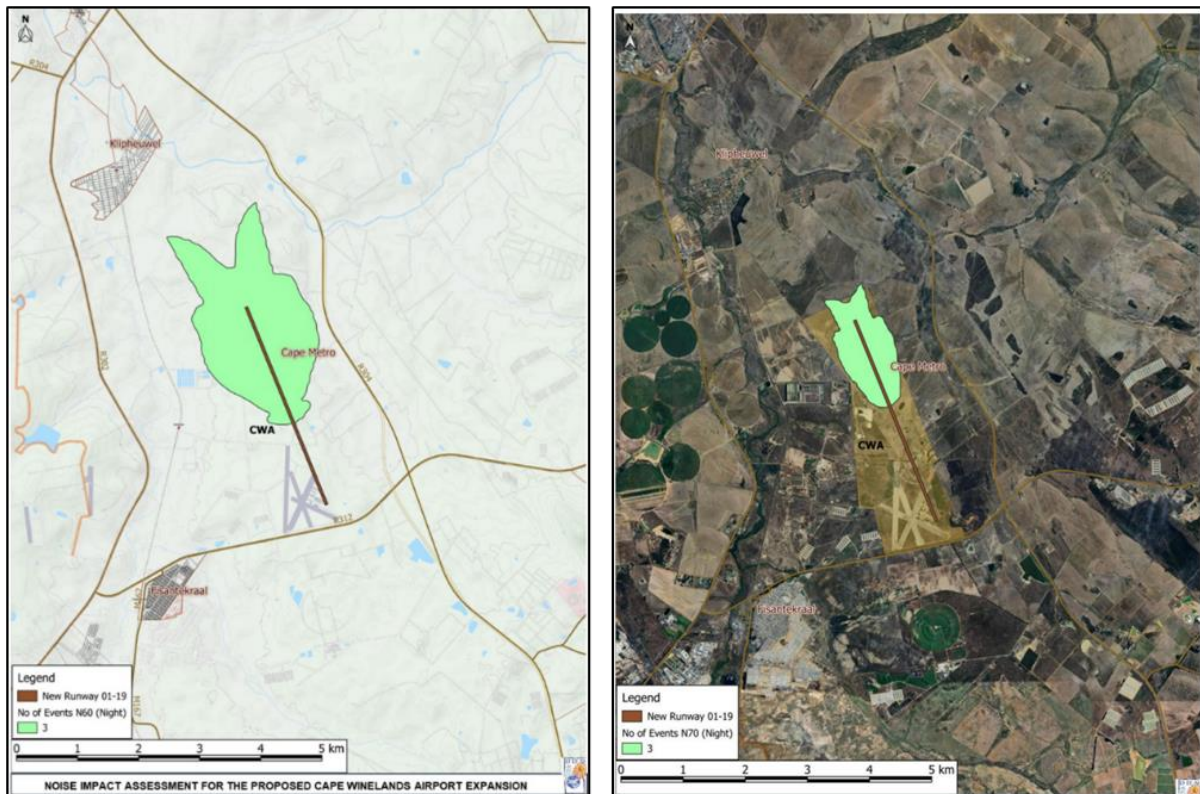 N
R304
Klipheuwel
R302
Cape Metro
R304
CWA
R312
Fisantekraal
Legend
New Runway 01-19
No of Events N60 (Night)
3
0 1 2 3 4 5 km
NOISE IMPACT ASSESSMENT FOR THE PROPOSED CAPE WINELANDS AIRPORT EXPANSION
N
Klipheuwel
Cape Metro
CWA
Fisantekraal
Legend
New Runway 01-19
No of Events N70 (Night)
3
0 1 2 3 4 5 km